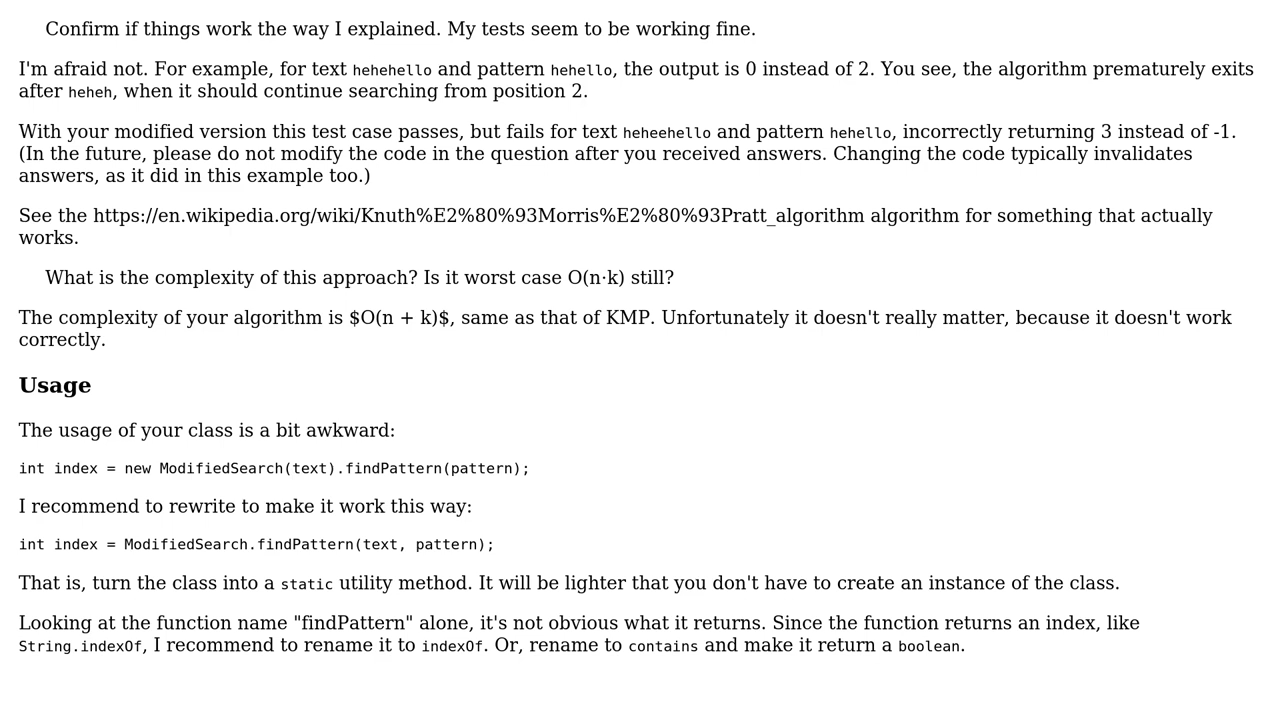 Confirm if things work the way I explained. My tests seem to be working fine.
I'm afraid not. For example, for text hehehello and pattern hehello, the output is 0 instead of 2. You see, the algorithm prematurely exits
after heheh, when it should continue searching from position 2.
With your modified version this test case passes, but fails for text heheehello and pattern hehello, incorrectly returning 3 instead of -1.
(In the future, please do not modify the code in the question after you received answers. Changing the code typically invalidates
answers, as it did in this example too.)
See the https://en.wikipedia.org/wiki/Knuth%E2%80%93Morris%E2%80%93Pratt_algorithm algorithm for something that actually
works.
What is the complexity of this approach? Is it worst case O(n·k) still?
The complexity of your algorithm is $O(n + k)$, same as that of KMP. Unfortunately it doesn't really matter, because it doesn't work
correctly.
Usage
The usage of your class is a bit awkward:
int index = new ModifiedSearch(text).findPattern(pattern);
I recommend to rewrite to make it work this way:
int index = ModifiedSearch.findPattern(text, pattern);
That is, turn the class into a static utility method. It will be lighter that you don't have to create an instance of the class.
Looking at the function name "findPattern" alone, it's not obvious what it returns. Since the function returns an index, like
String.indexOf, I recommend to rename it to indexOf. Or, rename to contains and make it return a boolean.